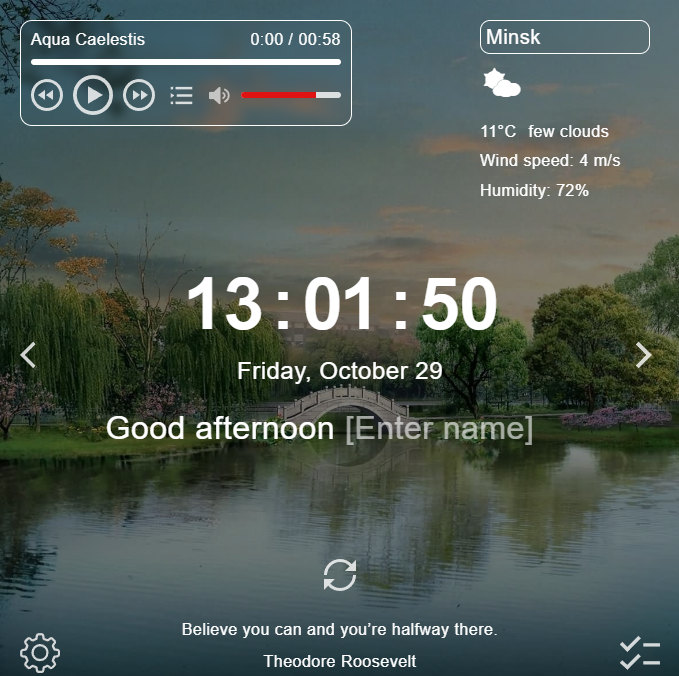 Aqua Caelestis 0:00 / 00:58
Minsk
11°C few clouds
Wind speed: 4 m/s
Humidity: 72%
13:01:50
Friday, October 29
Good afternoon [Enter name]
Believe you can and you’re halfway there.
Theodore Roosevelt